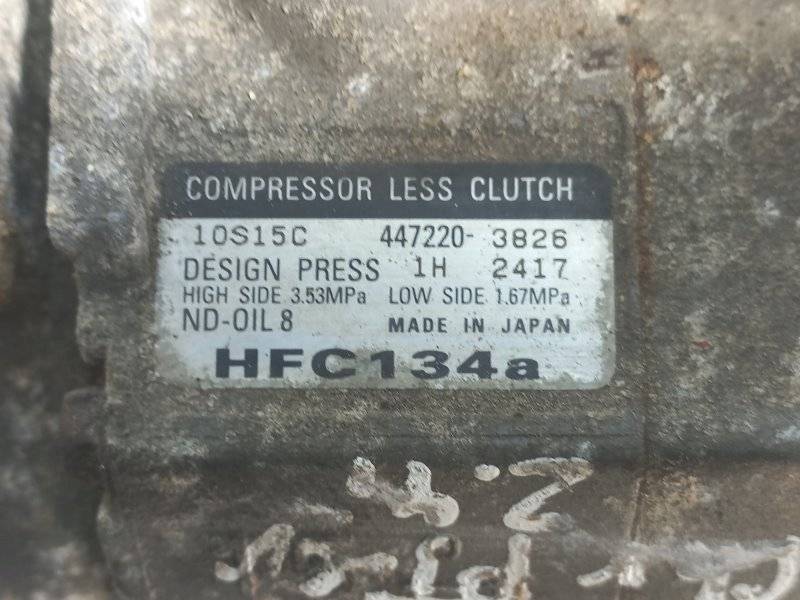 COMPRESSOR LESS CLUTCH
10S15C 447220- 3826
DESIGN PRESS 1H 2417
HIGH SIDE 3.53MPa LOW SIDE 1.67MPa
ND-OIL 8 MADE IN JAPAN
HFC134a